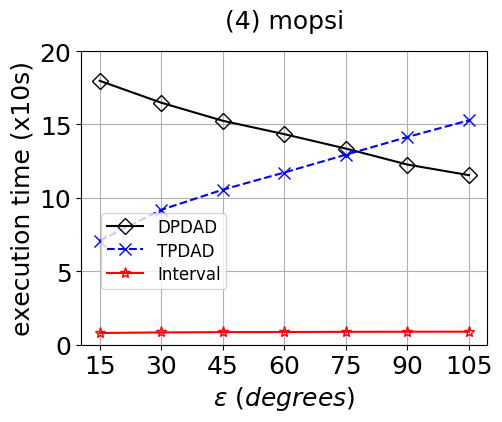 (4) mopsi
execution time (x10s)
20
15
10
5
0
DPDAD
TPDAD
Interval
15 30 45 60 75 90 105
ε (degrees)